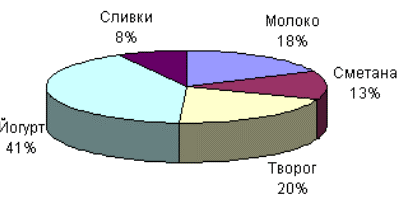 Сливки
8%
Молоко
18%
Сметана
13%
Йогурт
41%
Творог
20%